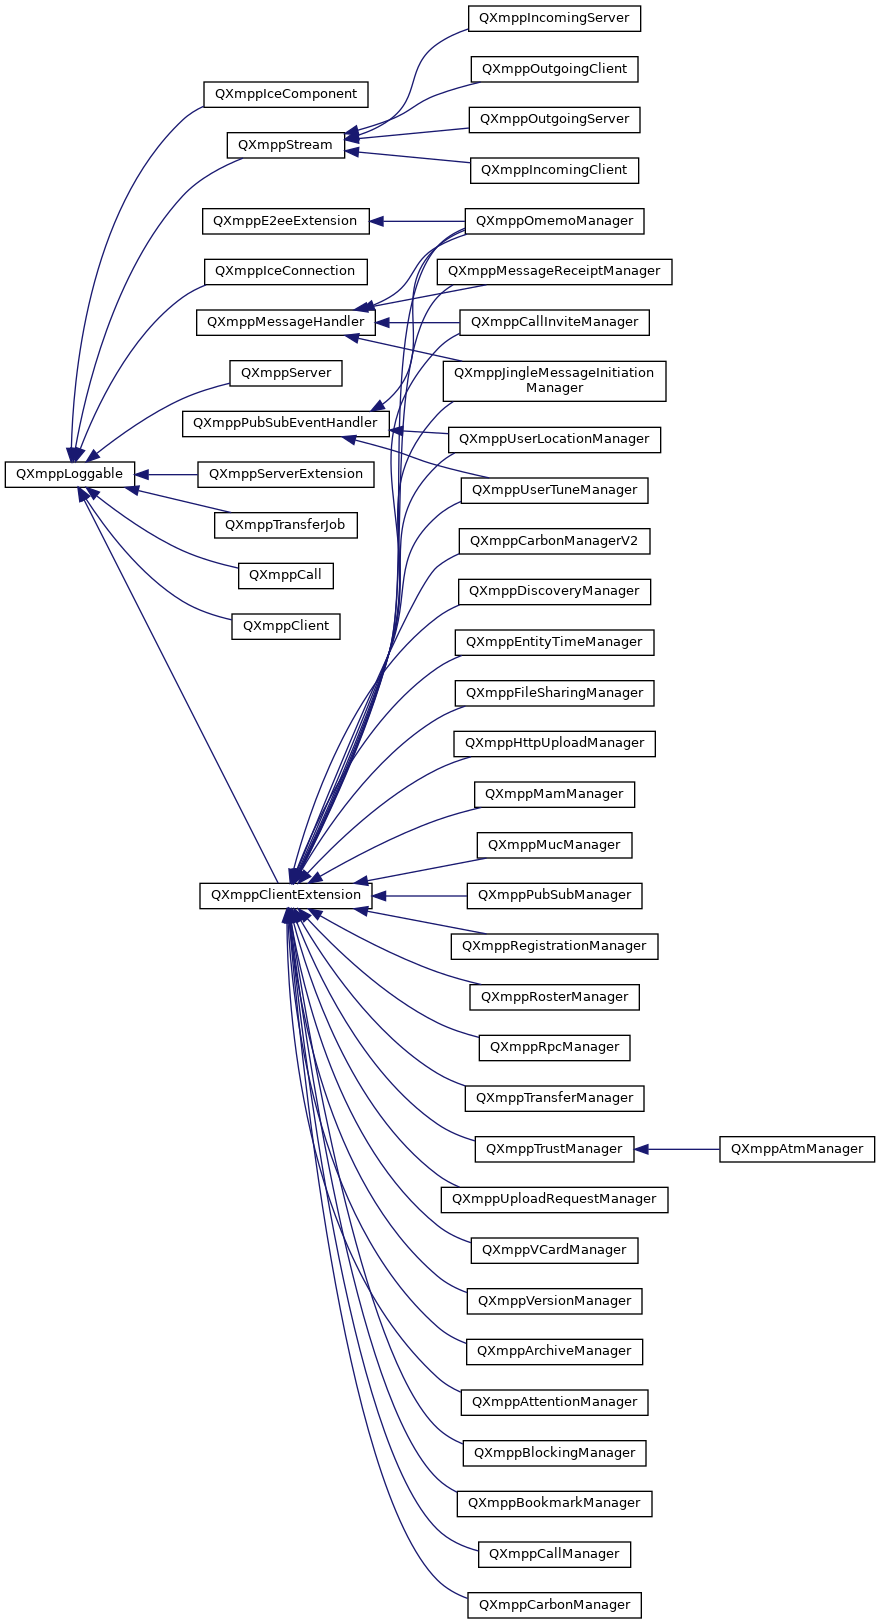 QXmppIncomingServer
QXmppOutgoingClient
QXmppIceComponent
QXmppOutgoingServer
QXmppStream
QXmppIncomingClient
QXmppE2eeExtension
QXmppOmemoManager
QXmppIceConnection
QXmppMessageReceiptManager
QXmppMessageHandler
QXmppCallInviteManager
QXmppServer
QXmppJingleMessageInitiation
Manager
QXmppPubSubEventHandler
QXmppUserLocationManager
QXmppLoggable
QXmppServerExtension
QXmppUserTuneManager
QXmppTransferJob
QXmppCarbonManagerV2
QXmppCall
QXmppDiscoveryManager
QXmppClient
QXmppEntityTimeManager
QXmppFileSharingManager
QXmppHttpUploadManager
QXmppMamManager
QXmppMucManager
QXmppClientExtension
QXmppPubSubManager
QXmppRegistrationManager
QXmppRosterManager
QXmppRpcManager
QXmppTransferManager
QXmppTrustManager
QXmppAtmManager
QXmppUploadRequestManager
QXmppVCardManager
QXmppVersionManager
QXmppArchiveManager
QXmppAttentionManager
QXmppBlockingManager
QXmppBookmarkManager
QXmppCallManager
QXmppCarbonManager